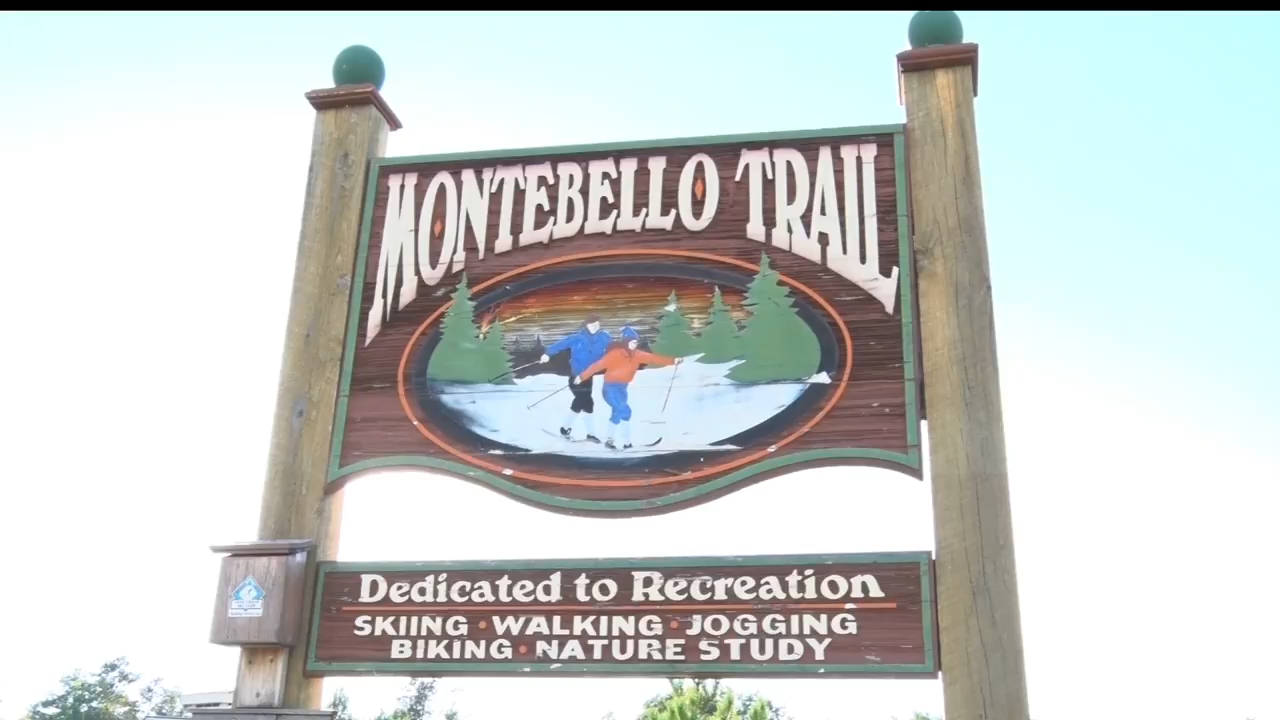 MONTEBELLO TRAIL
Dedicated to Recreation
SKIING • WALKING • JOGGING
BIKING • NATURE STUDY